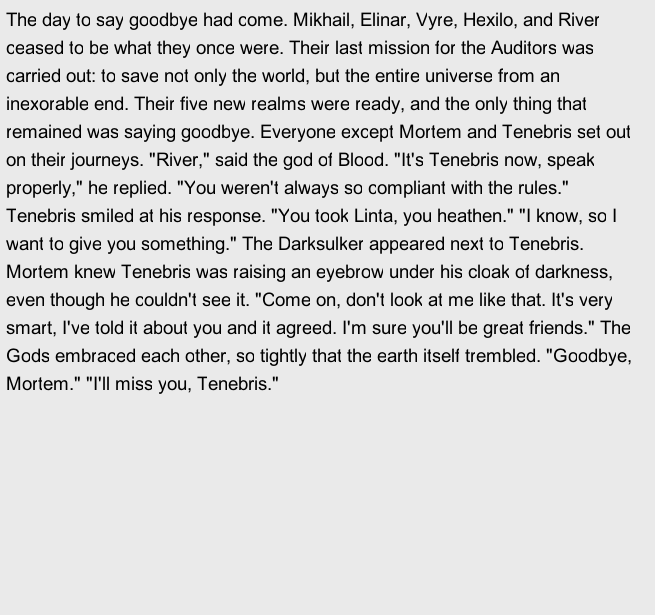 The day to say goodbye had come. Mikhail, Elinar, Vyre, Hexilo, and River
ceased to be what they once were. Their last mission for the Auditors was
carried out: to save not only the world, but the entire universe from an
inexorable end. Their five new realms were ready, and the only thing that
remained was saying goodbye. Everyone except Mortem and Tenebris set out
on their journeys. "River," said the god of Blood. "It's Tenebris now, speak
properly," he replied. "You weren't always so compliant with the rules."
Tenebris smiled at his response. "You took Linta, you heathen." "I know, so I
want to give you something." The Darksulker appeared next to Tenebris.
Mortem knew Tenebris was raising an eyebrow under his cloak of darkness,
even though he couldn't see it. "Come on, don't look at me like that. It's very
smart, I've told it about you and it agreed. I'm sure you'll be great friends." The
Gods embraced each other, so tightly that the earth itself trembled. "Goodbye,
Mortem." "I'll miss you, Tenebris."